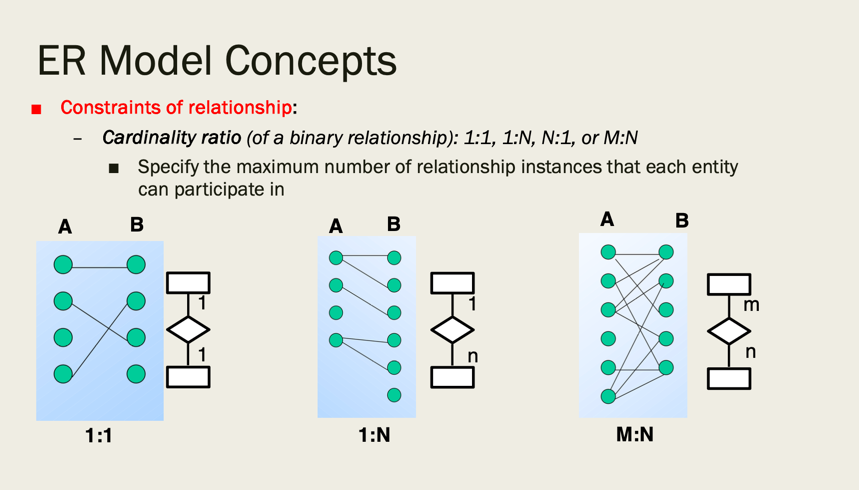 ER Model Concepts
■ Constraints of relationship:
– Cardinality ratio (of a binary relationship): 1:1, 1:N, N:1, or M:N
■ Specify the maximum number of relationship instances that each entity
can participate in
A B
1
1
1:1
A B
1
n
1:N
A B
m
n
M:N